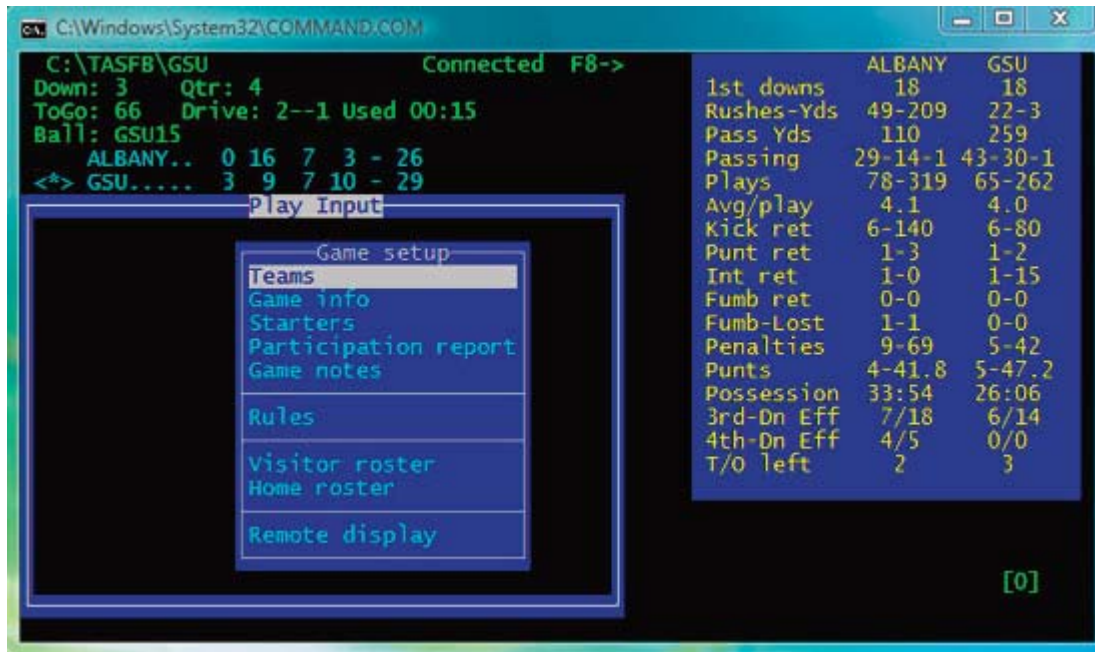 C:\Windows\System32\COMMAND.COM
C:\TASFB\GSU Connected F8->
Down: 3 Qtr: 4
ToGo: 66 Drive: 2--1 Used 00:15
Ball: GSU15
ALBANY.. 0 16 7 3 - 26
<*> GSU..... 3 9 7 10 - 29
Play Input
Game setup
Teams
Game info
Starters
Participation report
Game notes
Rules
Visitor roster
Home roster
Remote display
ALBANY GSU
1st downs 18 18
Rushes-Yds 49-209 22-3
Pass Yds 110 259
Passing 29-14-1 43-30-1
Plays 78-319 65-262
Avg/play 4.1 4.0
Kick ret 6-140 6-80
Punt ret 1-3 1-2
Int ret 1-0 1-15
Fumb ret 0-0 0-0
Fumb-Lost 1-1 0-0
Penalties 9-69 5-42
Punts 4-41.8 5-47.2
Possession 33:54 26:06
3rd-Dn Eff 7/18 6/14
4th-Dn Eff 4/5 0/0
T/O left 2 3
[0]